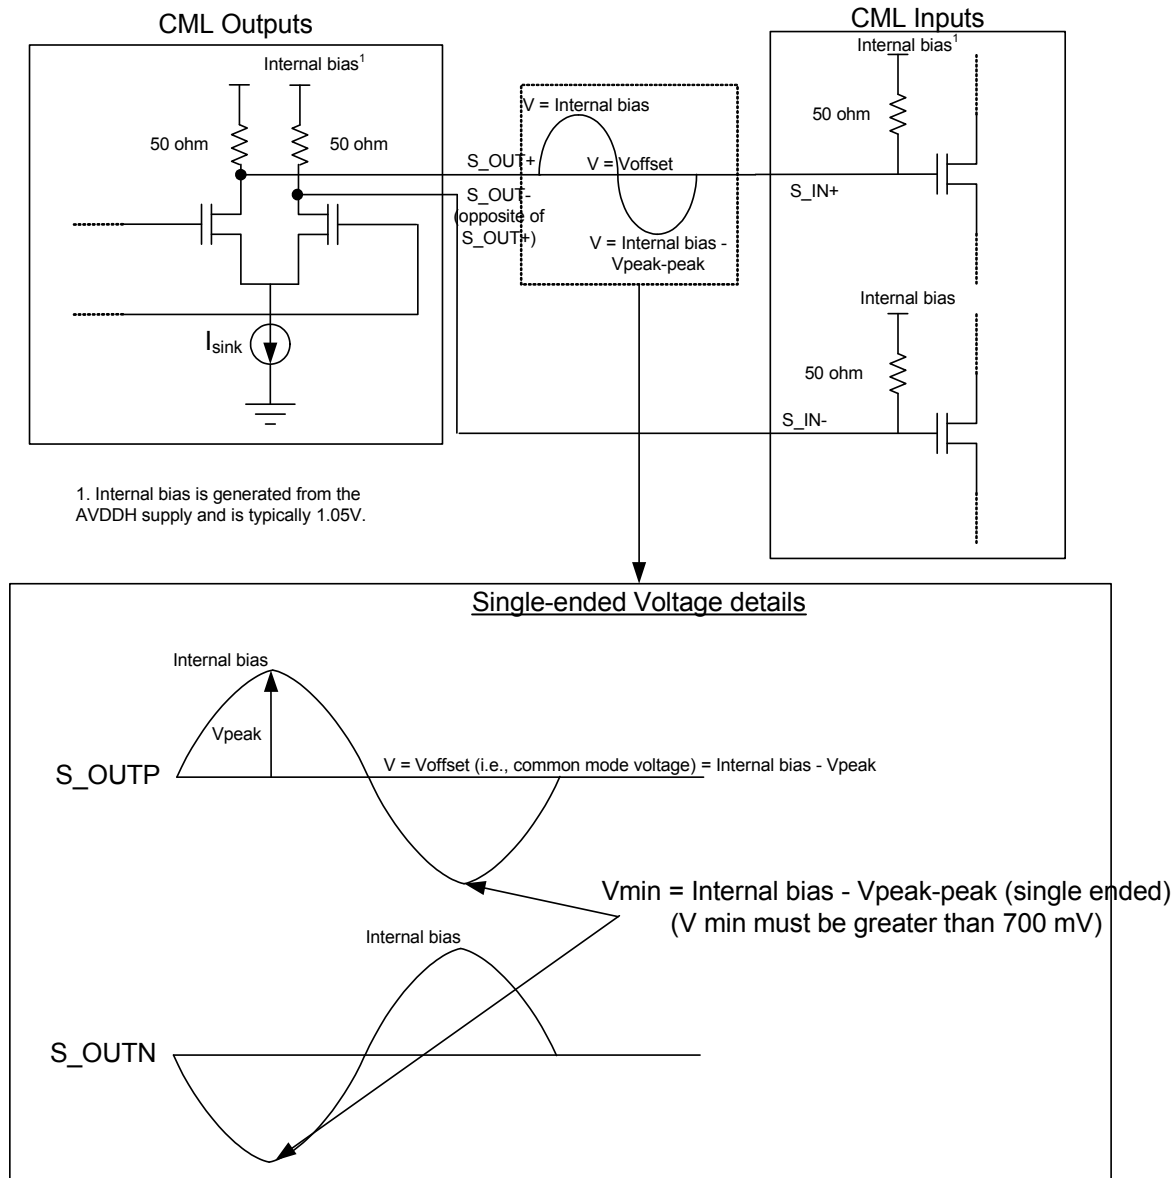 CML Outputs
CML Inputs
Internal bias1
Internal bias1
V = Internal bias
50 ohm
50 ohm
50 ohm
S_OUT+
V = Voffset
S_IN+
S_OUT-
(opposite of
S_OUT+)
V = Internal bias -
Vpeak-peak
Internal bias
Isink
50 ohm
S_IN-
1. Internal bias is generated from the
AVDDH supply and is typically 1.05V.
Single-ended Voltage details
Internal bias
Vpeak
S_OUTP
V = Voffset (i.e., common mode voltage) = Internal bias - Vpeak
Vmin = Internal bias - Vpeak-peak (single ended)
(V min must be greater than 700 mV)
Internal bias
S_OUTN